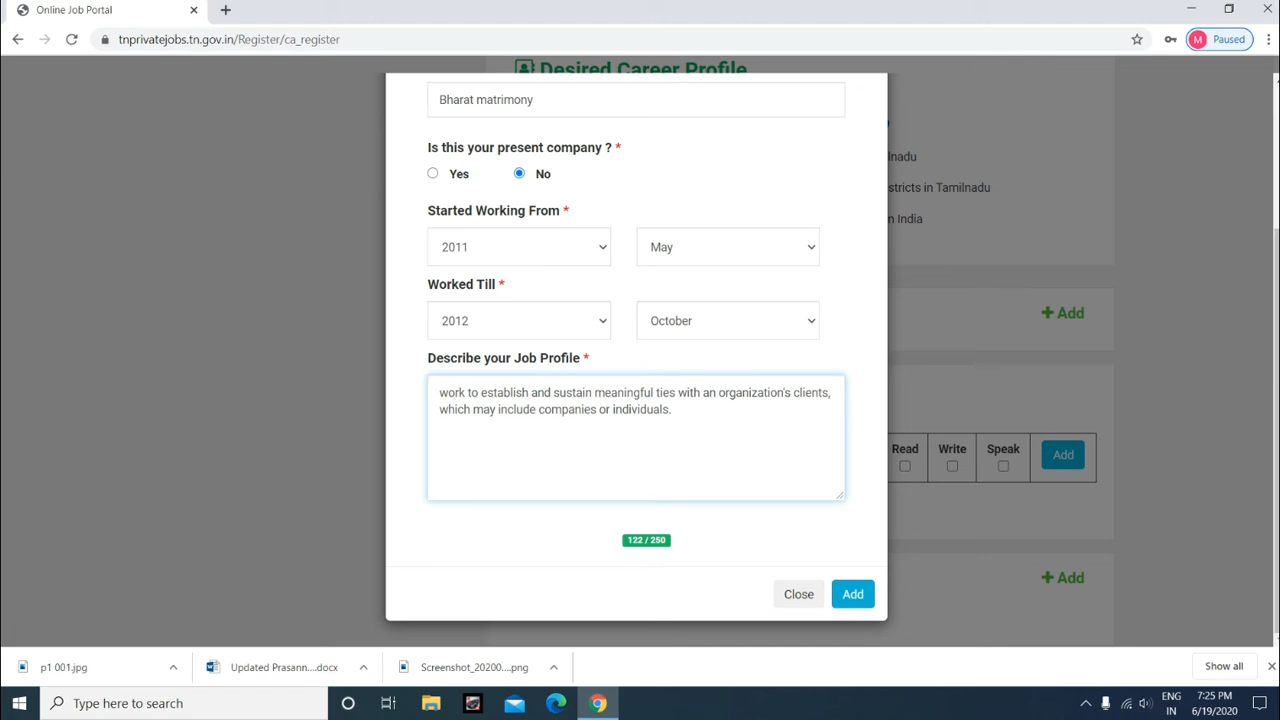 Online Job Portal
tnprivatejobs.tn.gov.in/Register/ca_register
M Paused
Desired Career Profile
Bharat matrimony
Is this your present company ? *
Yes No
lnadu
stricts in Tamilnadu
n India
Started Working From *
2011 May
Worked Till *
2012 October
Add
Describe your Job Profile *
work to establish and sustain meaningful ties with an organization's clients,
which may include companies or individuals.
Read Write Speak Add
122 / 250
Add
Close Add
p1 001.jpg Updated Prasann....docx Screenshot_20200....png Show all
Type here to search
ENG
IN
7:25 PM
6/19/2020